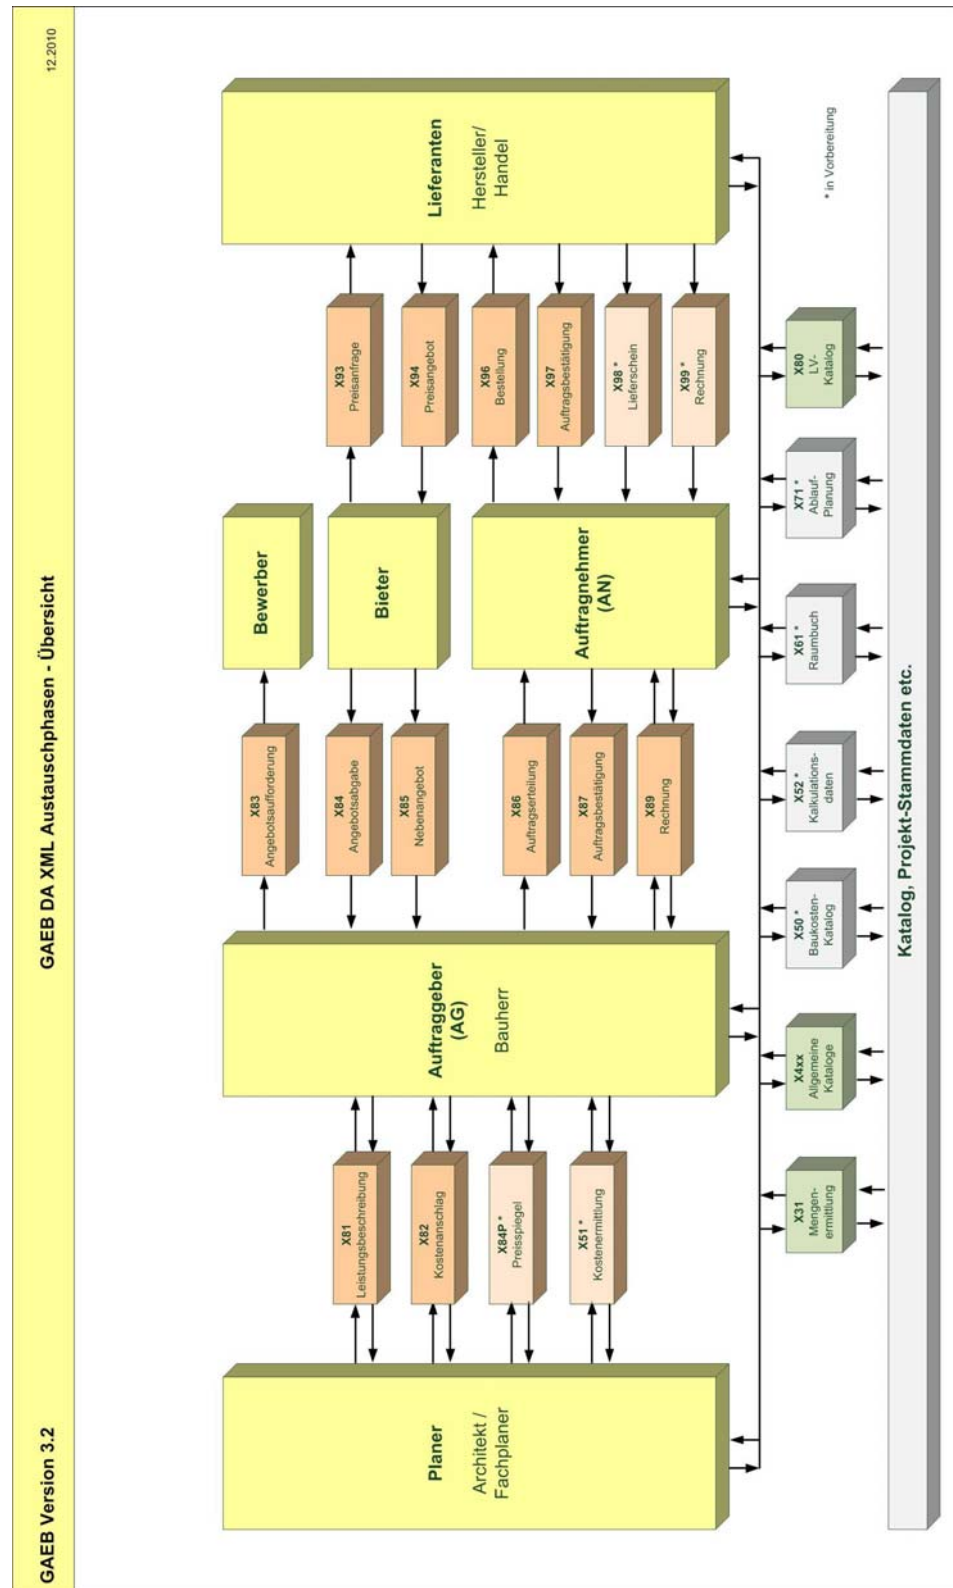 GAEB Version 3.2
GAEB DA XML Austauschphasen - Übersicht
12.2010
Planer
Architekt /
Fachplaner
X81
Leistungsbeschreibung
X82
Kostenanschlag
X84P *
Preisspiegel
X51 *
Kostenermittlung
Auftraggeber
(AG)
Bauherr
X83
Angebotsaufforderung
X84
Angebotsabgabe
X85
Nebenangebot
X86
Auftragserteilung
X87
Auftragsbestätigung
X89
Rechnung
Bewerber
Bieter
Auftragnehmer
(AN)
X93
Preisanfrage
X94
Preisangebot
X96
Bestellung
X97
Auftragsbestätigung
X98 *
Lieferschein
X99 *
Rechnung
Lieferanten
Hersteller/
Handel
X31
Mengen-
ermittlung
X4xx
Allgemeine
Kataloge
X50 *
Baukosten-
Katalog
X52 *
Kalkulations-
daten
X61 *
Raumbuch
X71 *
Ablauf-
Planung
X80
LV-
Katalog
* in Vorbereitung
Katalog, Projekt-Stammdaten etc.